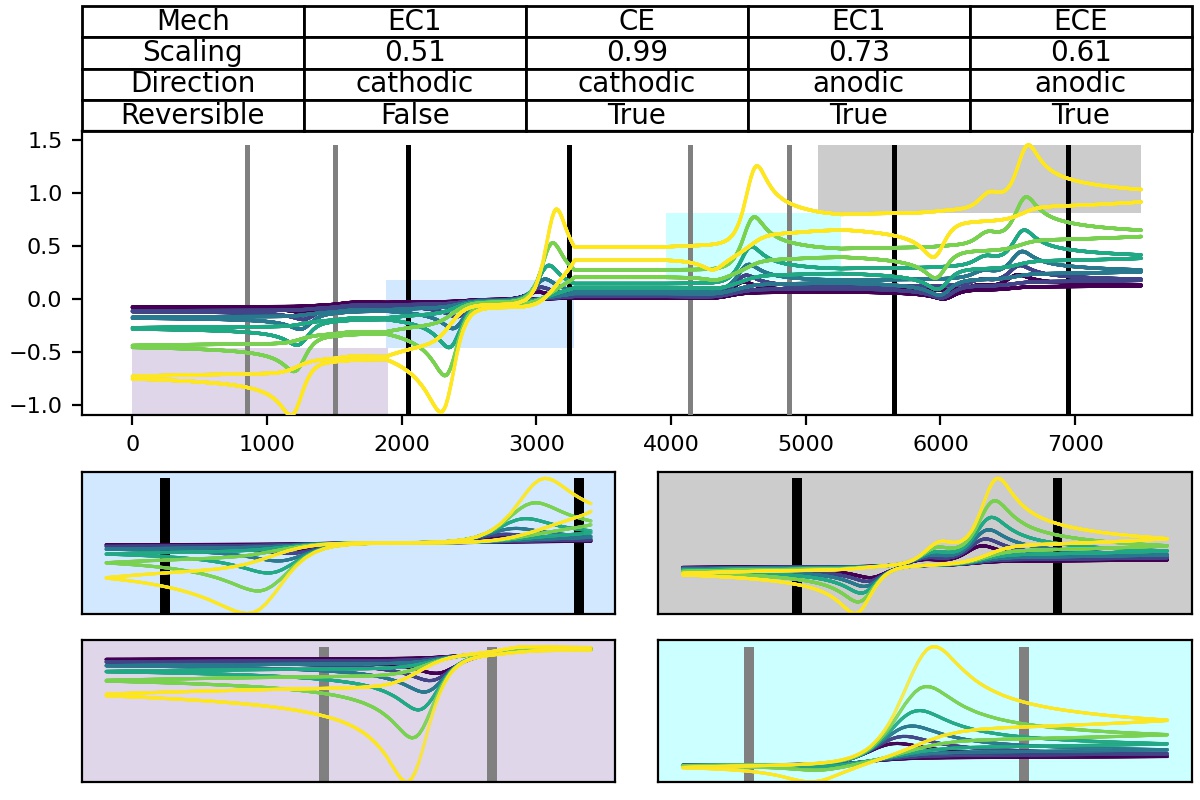 Mech EC1 CE EC1 ECE
Scaling 0.51 0.99 0.73 0.61
Direction cathodic cathodic anodic anodic
Reversible False True True True
1.5
1.0
0.5
0.0
−0.5
−1.0
0 1000 2000 3000 4000 5000 6000 7000